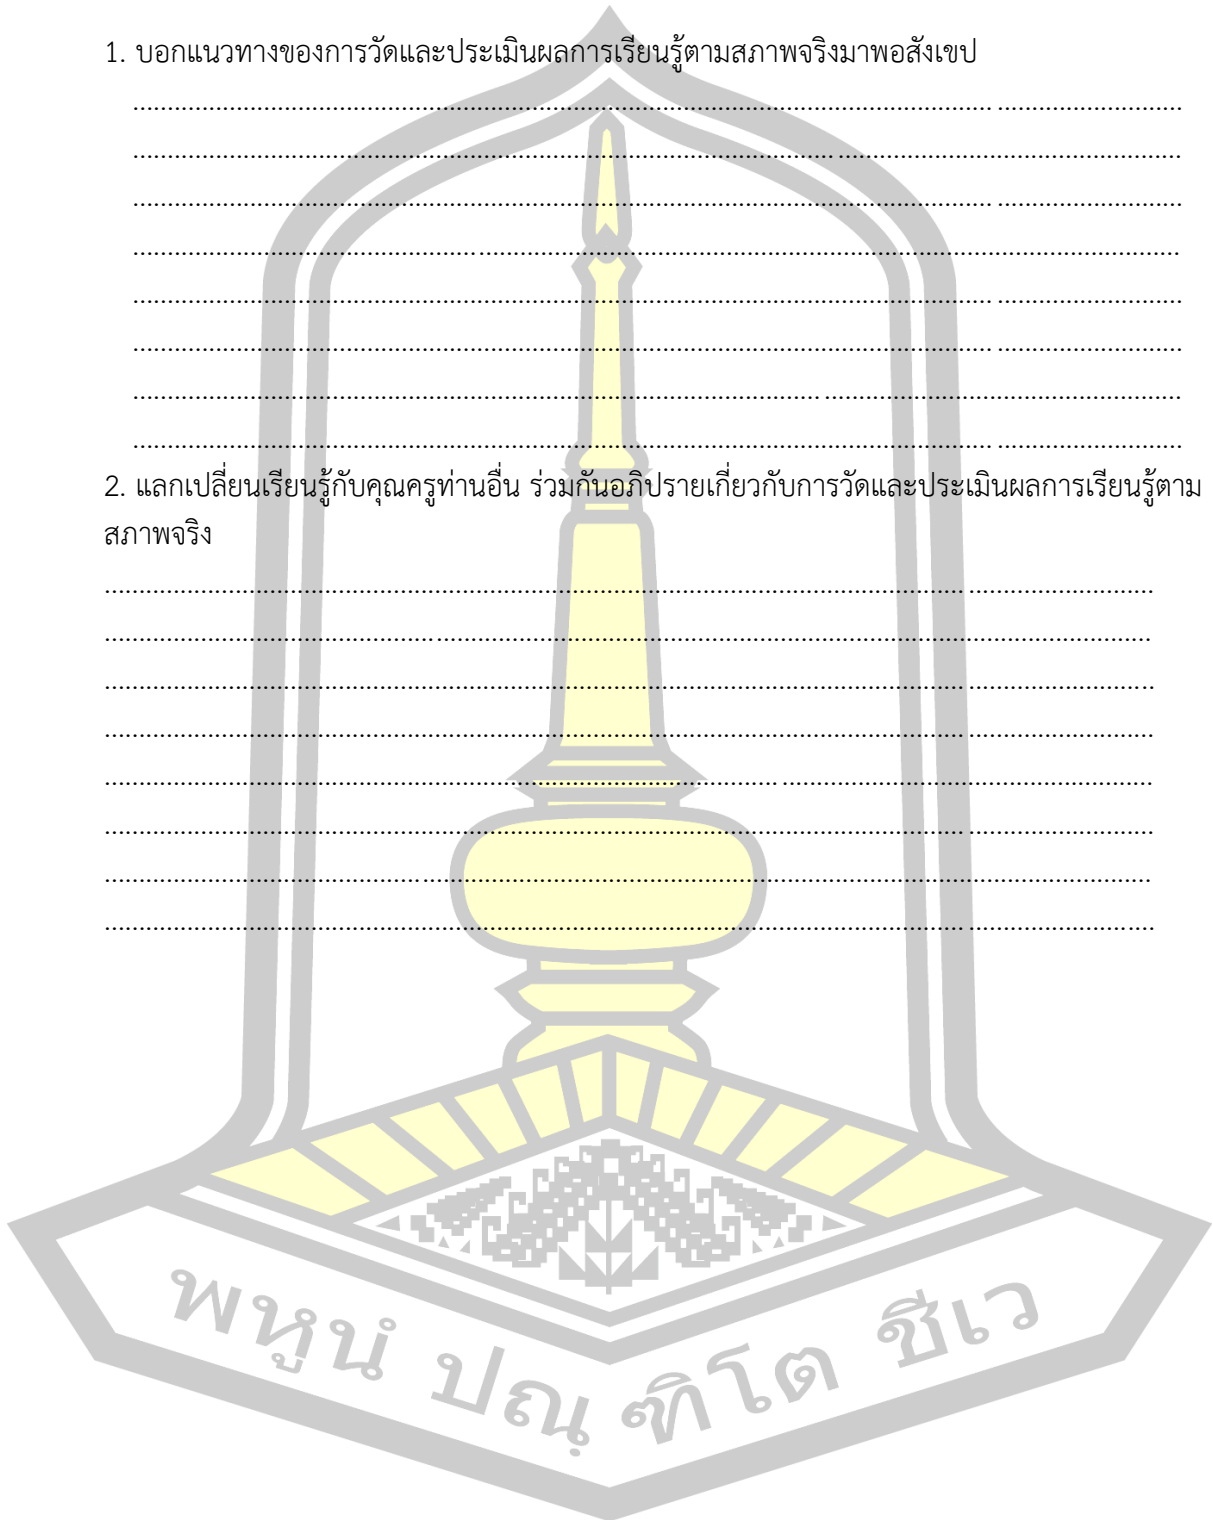 1. บอกแนวทางของการวัดและประเมินผลการเรียนรู้ตามสภาพจริงมาพอสังเขป
2. แลกเปลี่ยนเรียนรู้กับคุณครูท่านอื่น ร่วมกันอภิปรายเกี่ยวกับการวัดและประเมินผลการเรียนรู้ตาม
สภาพจริง
พหูนํ ปณฺฑิโต ชีเว